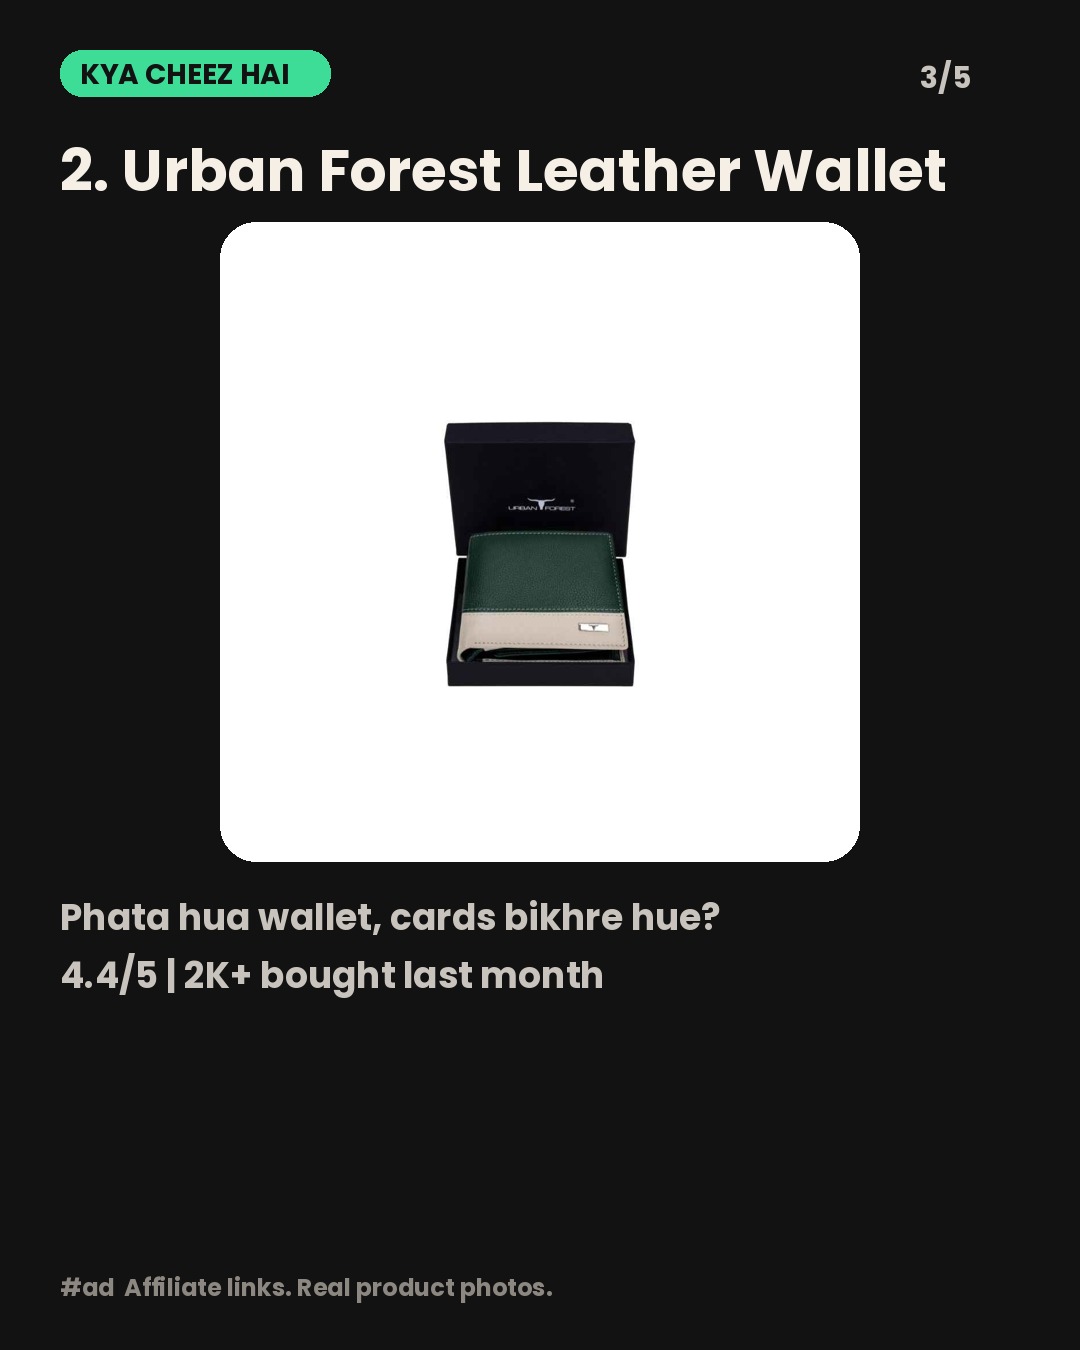 KYA CHEEZ HAI
3/5
2. Urban Forest Leather Wallet
URBAN FOREST
Phata hua wallet, cards bikhre hue?
4.4/5 | 2K+ bought last month
#ad Affiliate links. Real product photos.